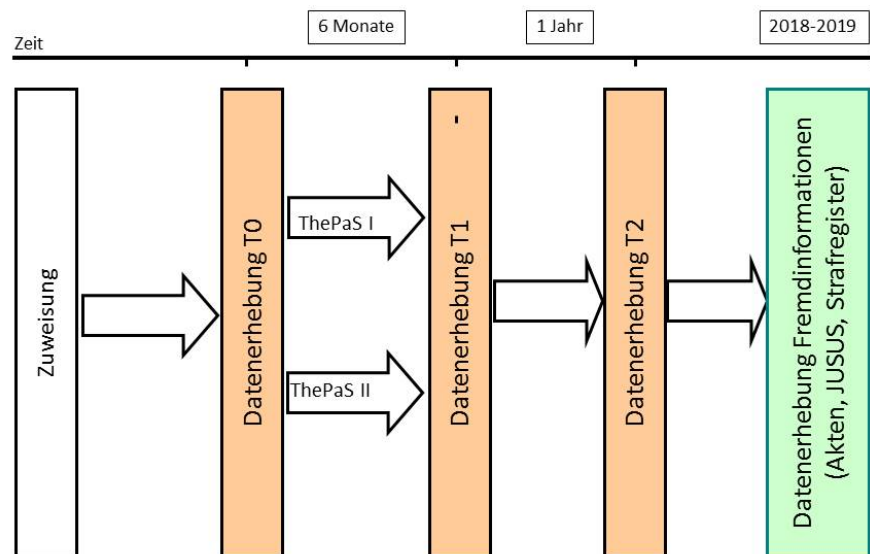 Zeit
6 Monate
1 Jahr
2018-2019
Zuweisung
Datenerhebung T0
ThePaS I
ThePaS II
Datenerhebung T1
-
Datenerhebung T2
Datenerhebung Fremdinformationen
(Akten, JUSUS, Strafregister)